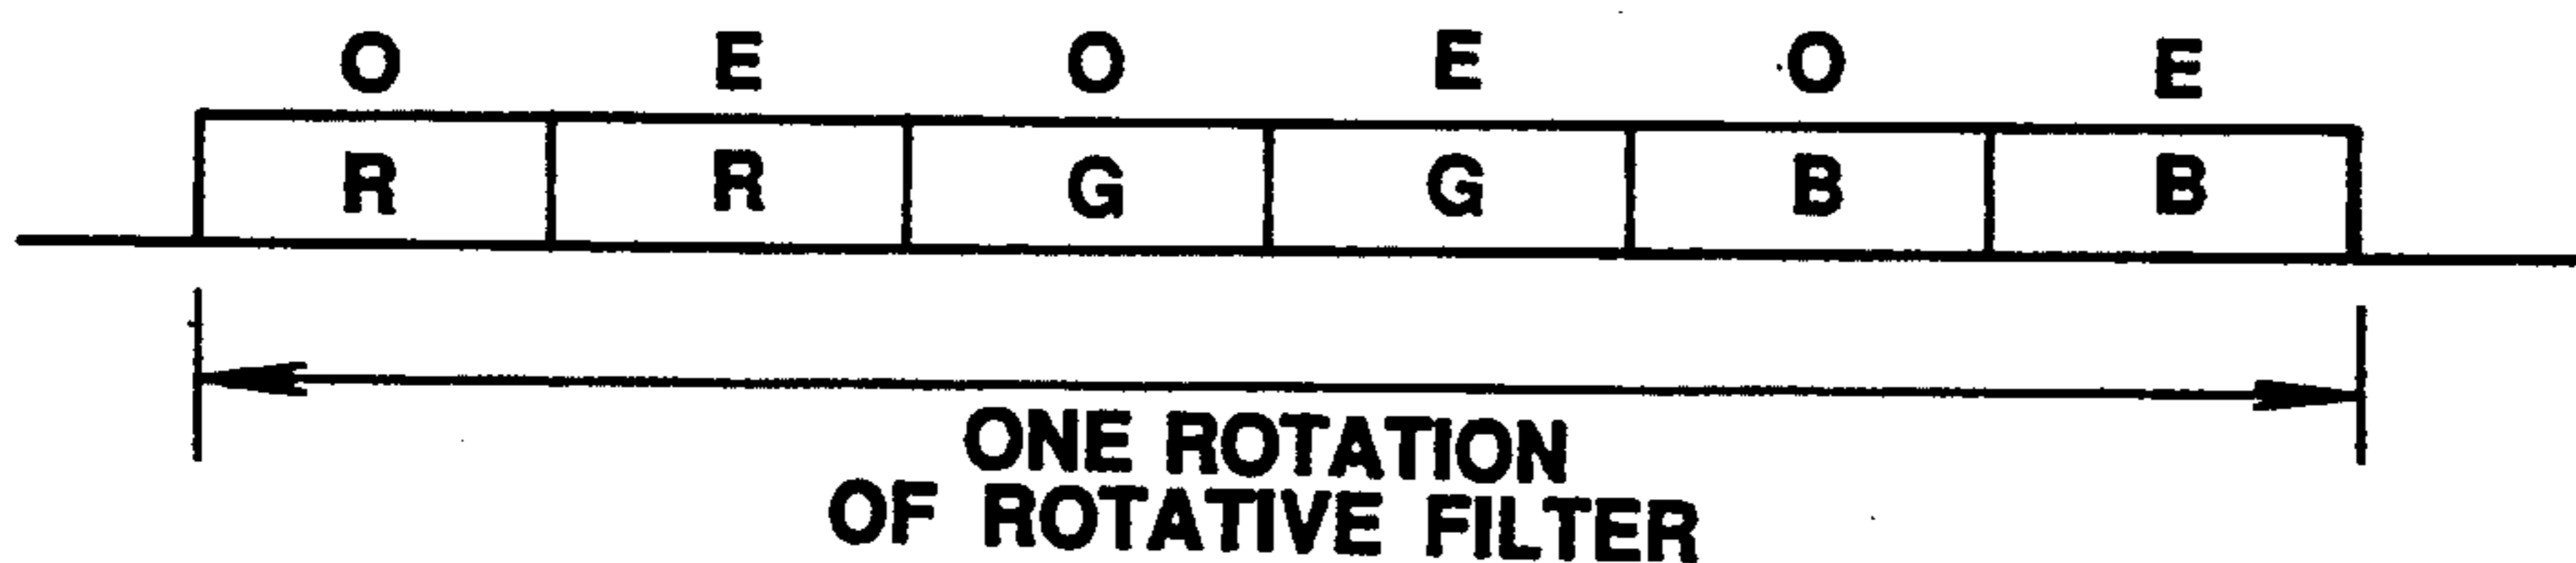 O E O E O E
R R G G B B
ONE ROTATION
OF ROTATIVE FILTER